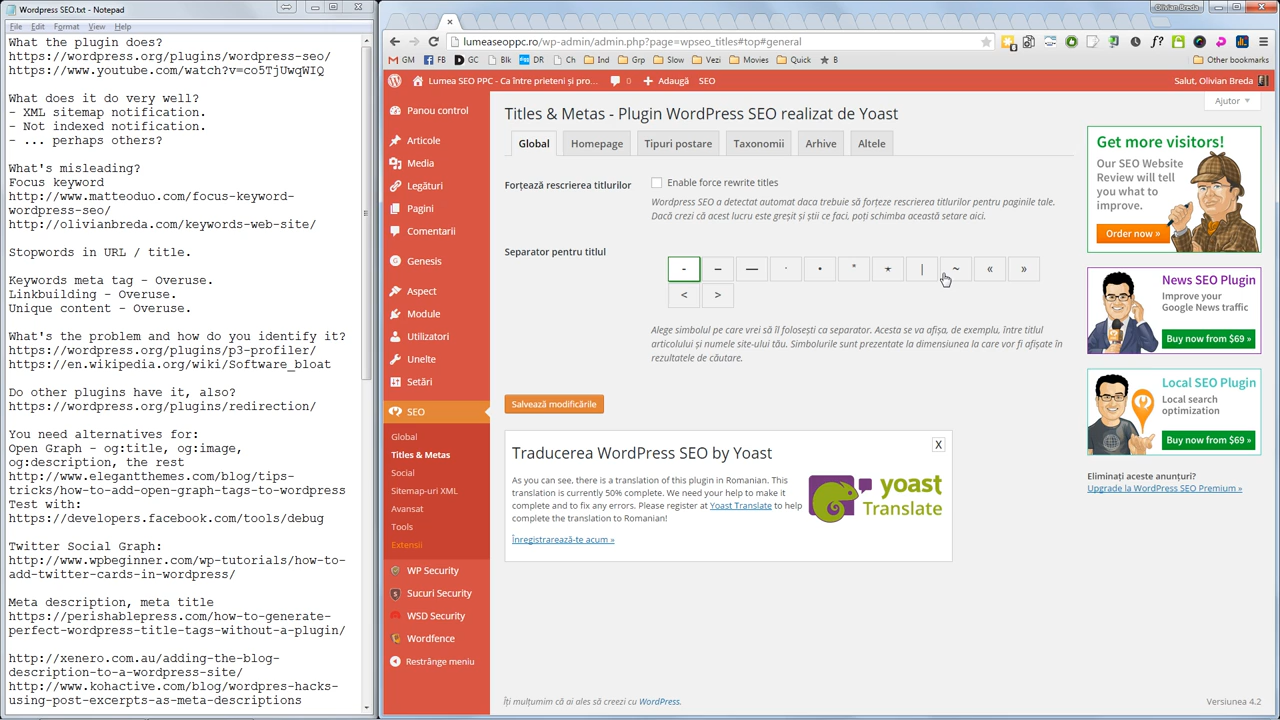 Wordpress SEO.txt - Notepad
File Edit Format View Help
What the plugin does?
https://wordpress.org/plugins/wordpress-seo/
https://www.youtube.com/watch?v=co5TjUwqWIQ
What does it do very well?
- XML sitemap notification.
- Not indexed notification.
- ... perhaps others?
What's misleading?
Focus keyword
http://www.matteoduo.com/focus-keyword-
wordpress-seo/
http://olivianbreda.com/keywords-web-site/
Stopwords in URL / title.
Keywords meta tag - Overuse.
Linkbuilding - Overuse.
Unique content - Overuse.
What's the problem and how do you identify it?
https://wordpress.org/plugins/p3-profiler/
https://en.wikipedia.org/wiki/Software_bloat
Do other plugins have it, also?
https://wordpress.org/plugins/redirection/
You need alternatives for:
Open Graph - og:title, og:image,
og:description, the rest
http://www.elegantthemes.com/blog/tips-
tricks/how-to-add-open-graph-tags-to-wordpress
Test with:
https://developers.facebook.com/tools/debug
Twitter Social Graph:
http://www.wpbeginner.com/wp-tutorials/how-to-
add-twitter-cards-in-wordpress/
Meta description, meta title
https://perishablepress.com/how-to-generate-
perfect-wordpress-title-tags-without-a-plugin/
http://xenero.com.au/adding-the-blog-
description-to-a-wordpress-site/
http://www.kohactive.com/blog/wordpres-hacks-
using-post-excerpts-as-meta-descriptions
Olivian Breda
lumeaseoppc.ro/wp-admin/admin.php?page=wpseo_titles#top#general
GM FB GC Blk DR Ch Ind Grp Slow Vezi Movies Quick B Other bookmarks
Lumea SEO PPC - Ca între prieteni și pro... 0 Adaugă SEO Salut, Olivian Breda
Panou control
Articole
Media
Legături
Pagini
Comentarii
Genesis
Aspect
Module
Utilizatori
Unelte
Setări
SEO
Global
Titles & Metas
Social
Sitemap-uri XML
Avansat
Tools
Extensii
WP Security
Sucuri Security
WSD Security
Wordfence
Restrânge meniu
Ajutor
Titles & Metas - Plugin WordPress SEO realizat de Yoast
Global Homepage Tipuri postare Taxonomii Arhive Altele
Forțează rescrierea titlurilor Enable force rewrite titles
Wordpress SEO a detectat automat daca trebuie să forțeze rescrierea titlurilor pentru paginile tale.
Dacă crezi că acest lucru este greșit și știi ce faci, poți schimba această setare aici.
Separator pentru titlul
- – — · • * ⋆ | ~ « »
< >
Alege simbolul pe care vrei să îl folosești ca separator. Acesta se va afișa, de exemplu, între titlul
articolului și numele site-ului tău. Simbolurile sunt prezentate la dimensiunea la care vor fi afișate în
rezultatele de căutare.
Salvează modificările
Traducerea WordPress SEO by Yoast X
As you can see, there is a translation of this plugin in Romanian. This
translation is currently 50% complete. We need your help to make it
complete and to fix any errors. Please register at Yoast Translate to help
complete the translation to Romanian!
Înregistrarează-te acum »
yoast
Translate
Get more visitors!
Our SEO Website
Review will tell
you what to
improve.
Order now »
News SEO Plugin
Improve your
Google News traffic
Buy now from $69 »
Local SEO Plugin
Local search
optimization
Buy now from $69 »
Eliminați aceste anunțuri?
Upgrade la WordPress SEO Premium »
Îți mulțumim că ai ales să creezi cu WordPress.
Versiunea 4.2